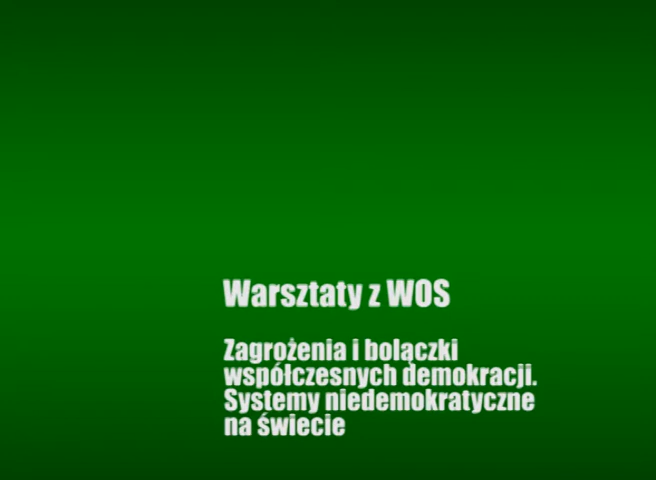 Warsztaty z WOS
Zagrożenia i bolączki
współczesnych demokracji.
Systemy niedemokratyczne
na świecie